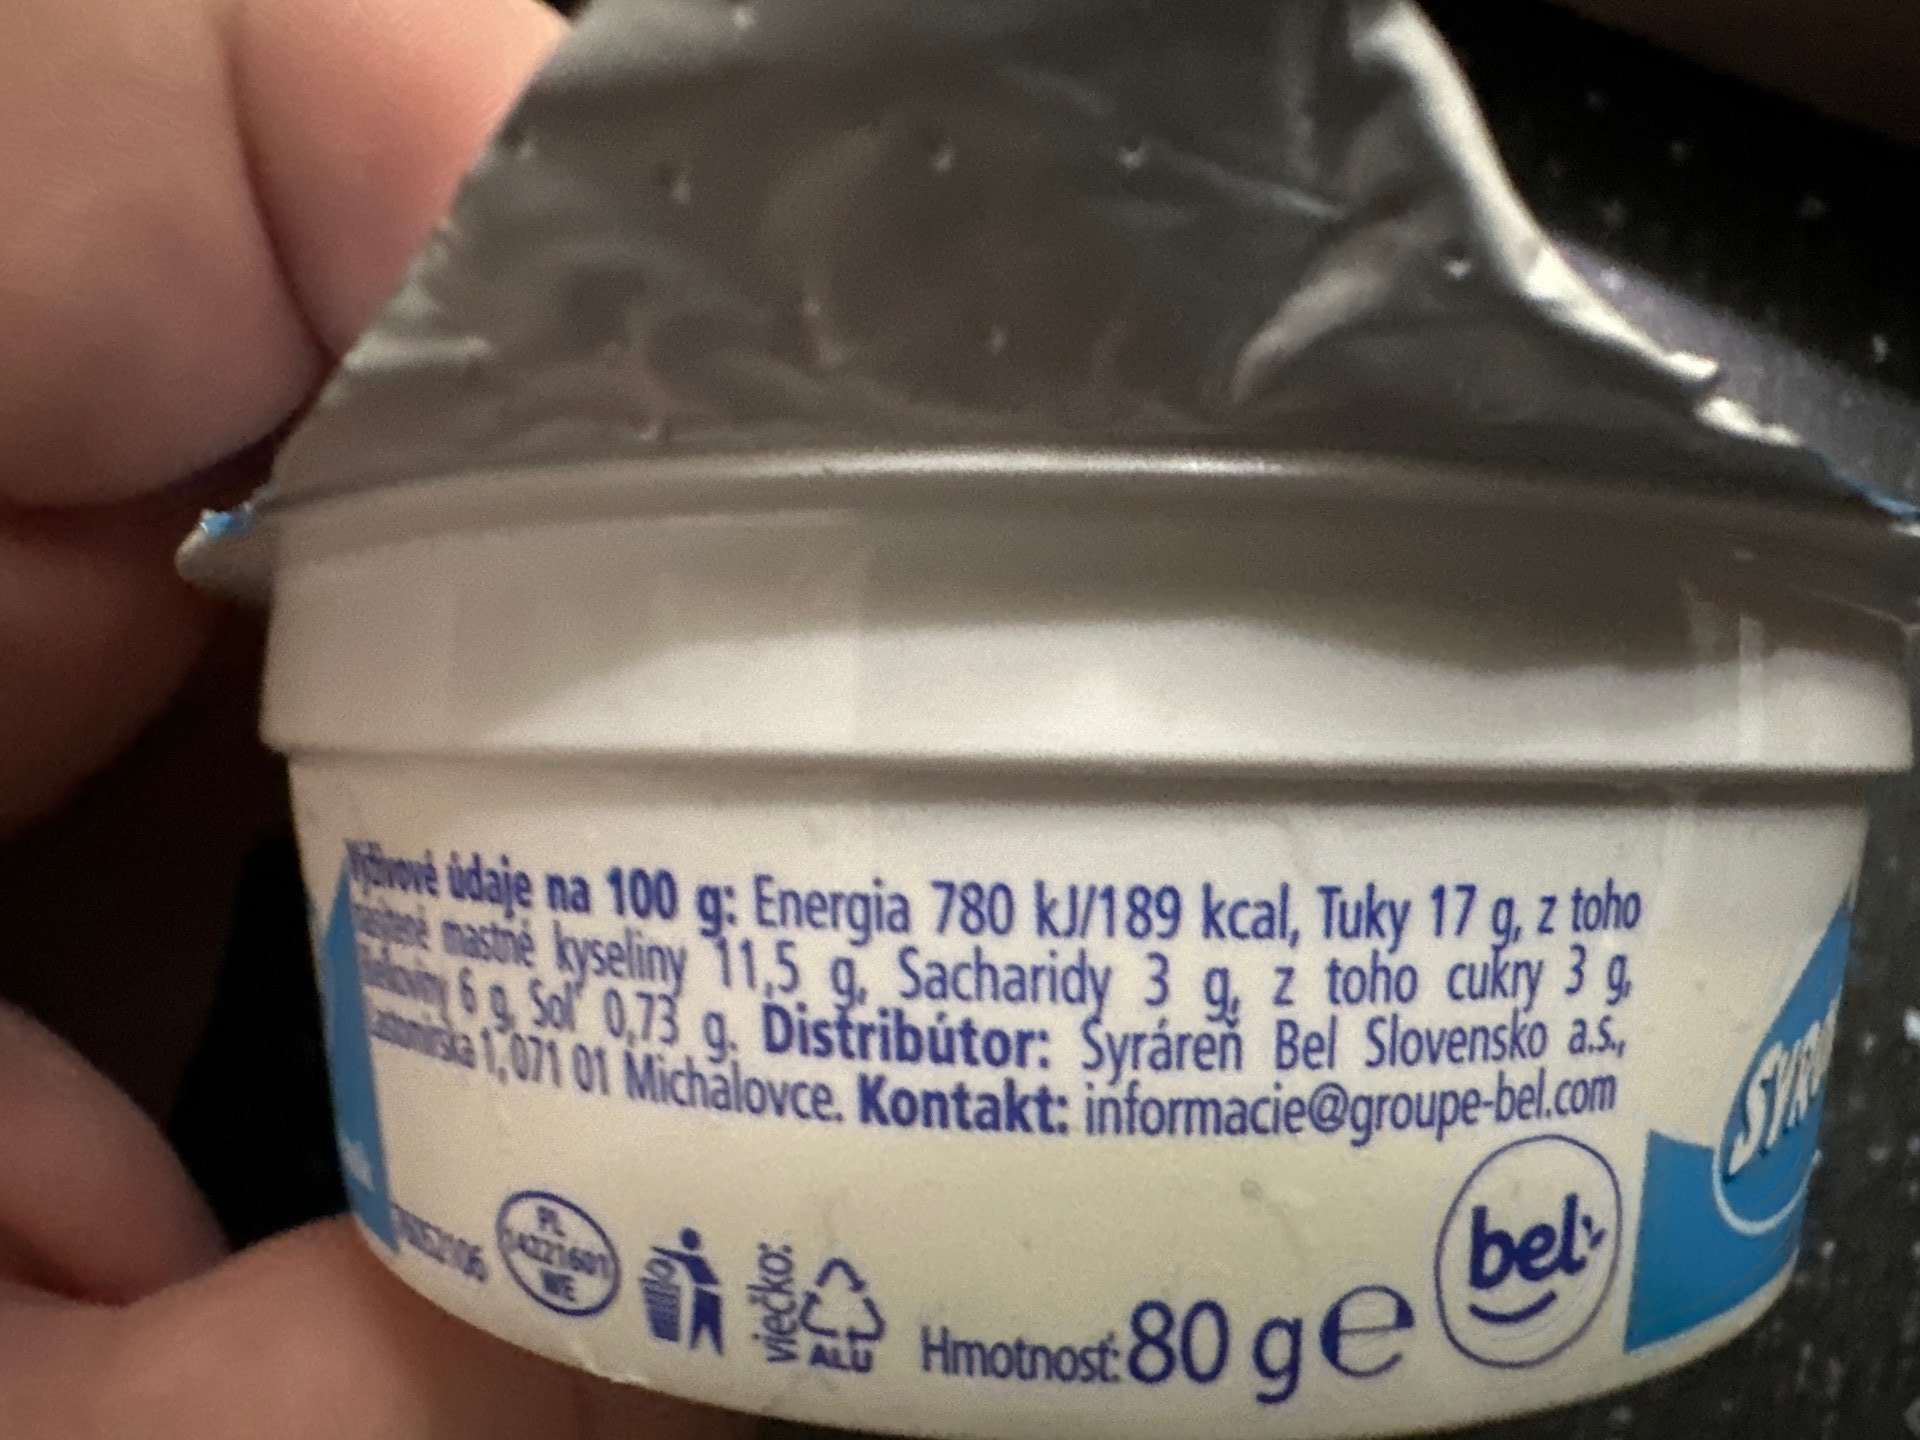 Výživové údaje na 100 g: Energia 780 kJ/189 kcal, Tuky 17 g, z toho
nasýtené mastné kyseliny 11,5 g, Sacharidy 3 g, z toho cukry 3 g,
Bielkoviny 6 g, Soľ 0,73 g. Distribútor: Syráreň Bel Slovensko a.s.,
1, 071 01 Michalovce. Kontakt: informacie@groupe-bel.com
PL
14221601
WE
viečko:
ALU
Hmotnosť: 80 g e
bel